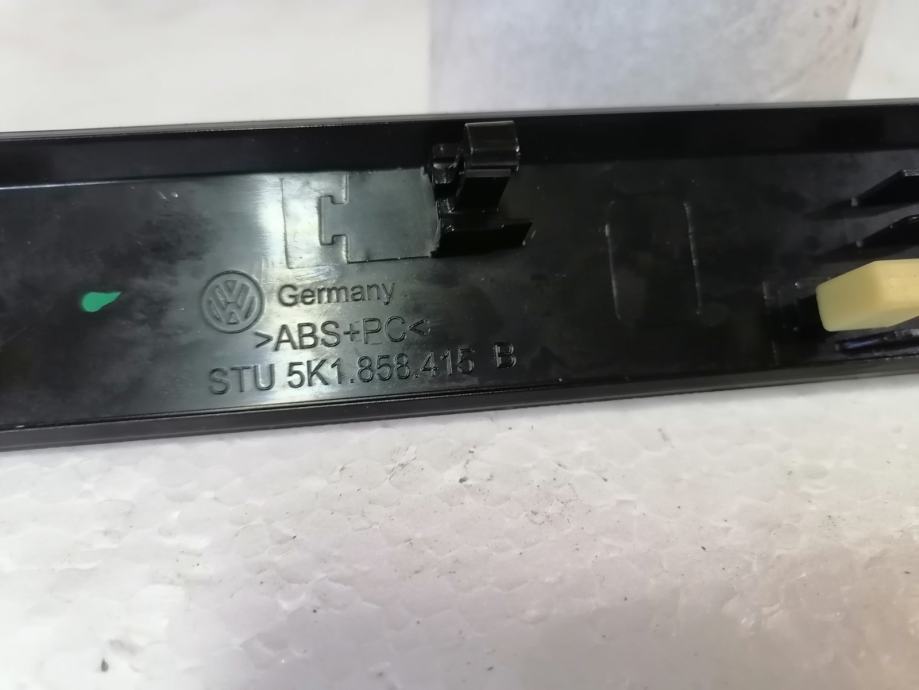 Germany
>ABS+PC<
STU 5K1.858.415 B